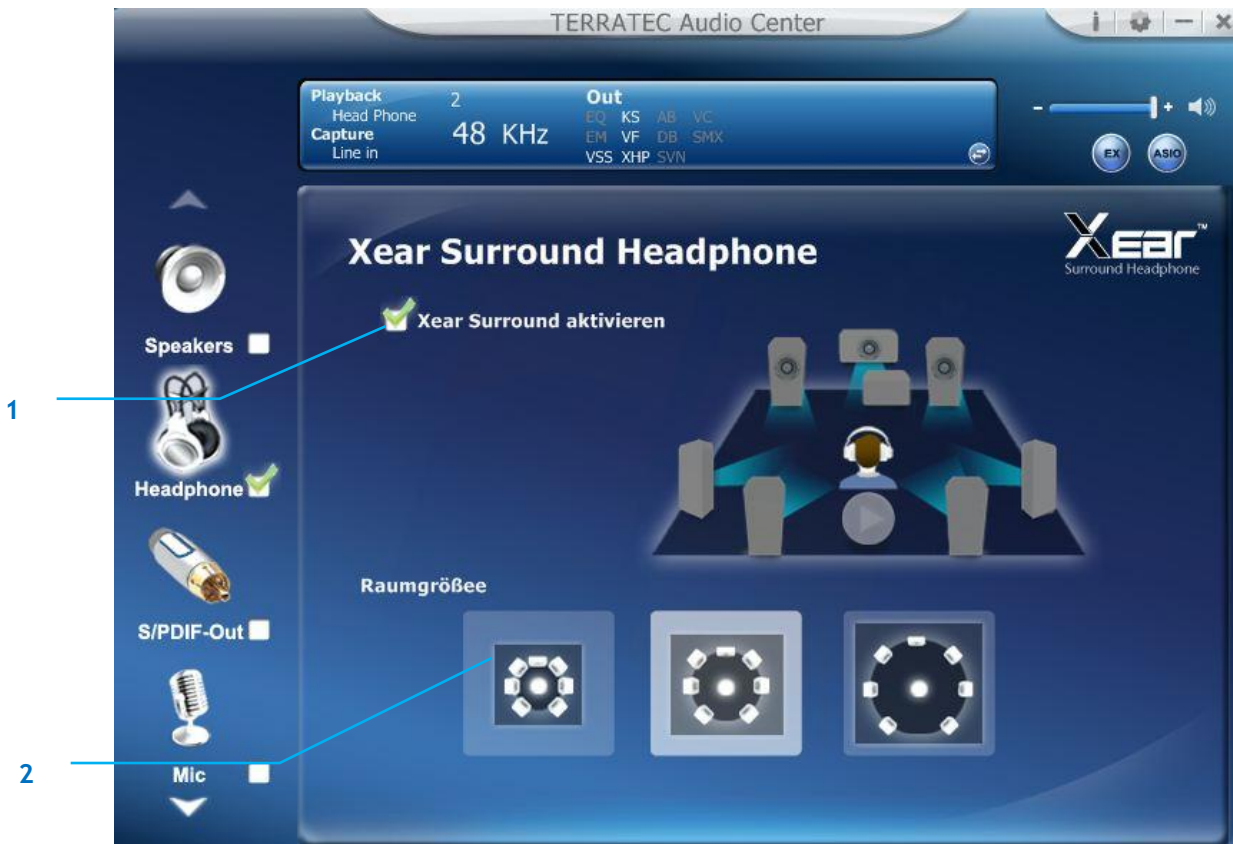 TERRATEC Audio Center
i
Playback 2 Out
Head Phone EQ KS AB VC
Capture 48 KHz EM VF DB SMX
Line in VSS XHP SVN
- +
EX ASIO
Xear Surround Headphone
Xear™
Surround Headphone
Xear Surround aktivieren
Speakers
1
Headphone
Raumgrößee
S/PDIF-Out
2
Mic